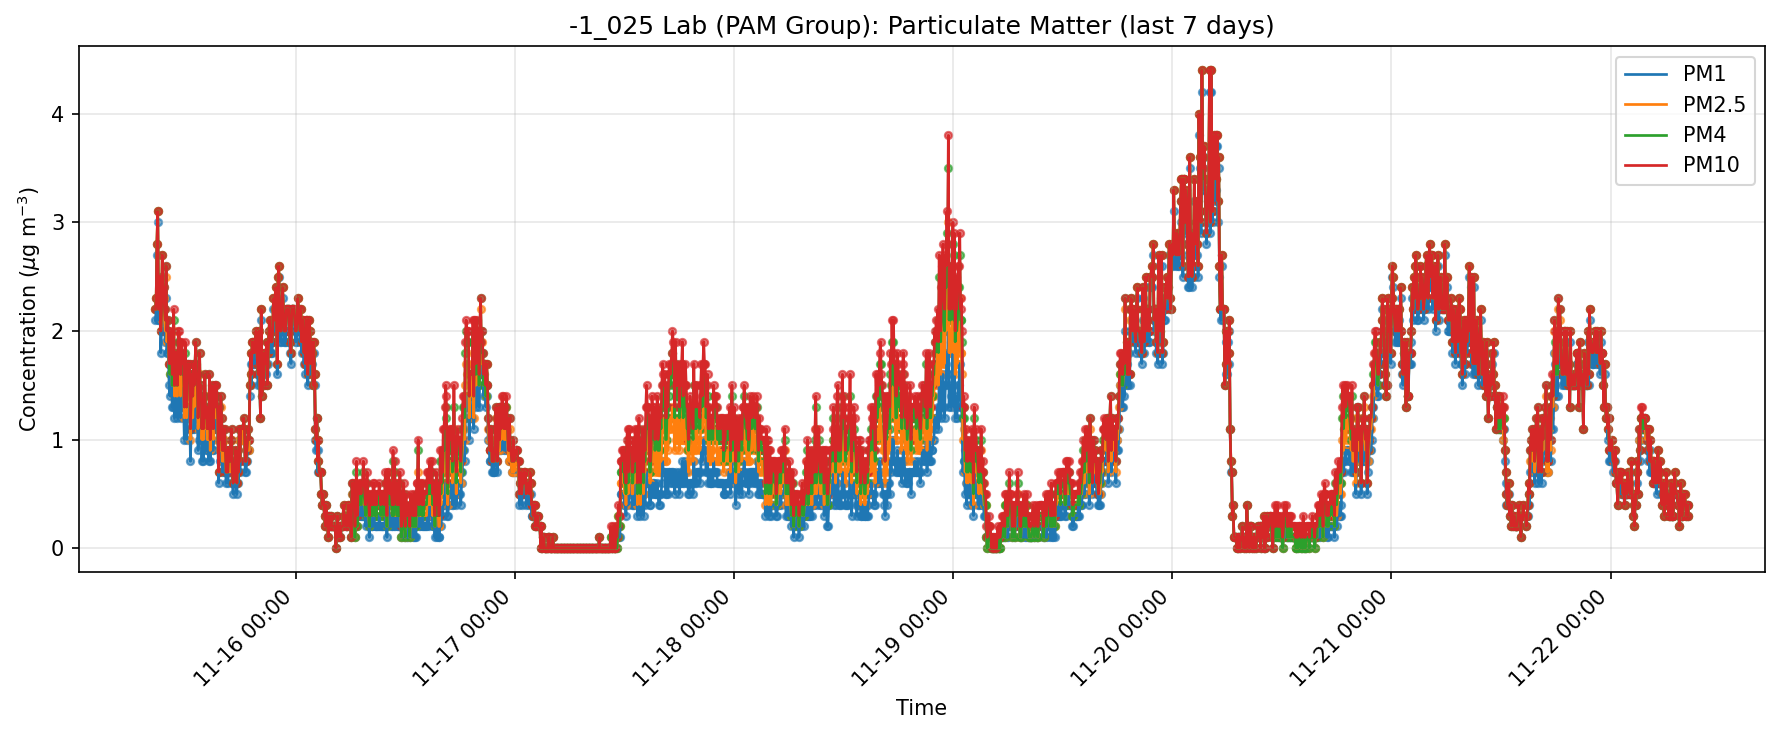 -1_025 Lab (PAM Group): Particulate Matter (last 7 days)
Concentration (μg m⁻³)
4
3
2
1
0
PM1
PM2.5
PM4
PM10
11-16 00:00
11-17 00:00
11-18 00:00
11-19 00:00
11-20 00:00
11-21 00:00
11-22 00:00
Time